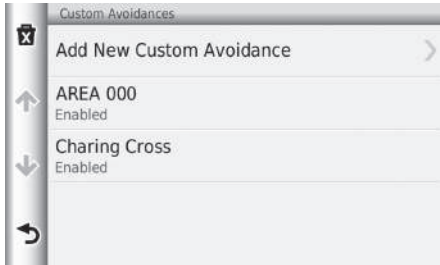 Custom Avoidances
Add New Custom Avoidance
AREA 000
Enabled
Charing Cross
Enabled